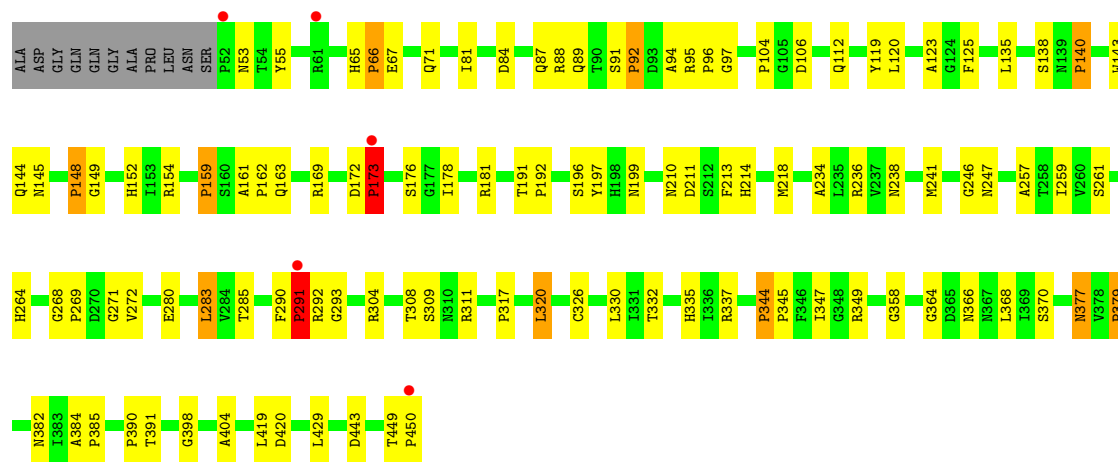 ALA ASP GLY GLN GLN GLY ALA PRO LEU ASN SER P52 N53 T54 Y55 R61 H65 P66 E67 Q71 I81 D84 Q87 R88 Q89 T90 S91 P92 D93 A94 R95 P96 G97 P104 G105 D106 Q112 Y119 L120 A123 G124 F125 L135 S138 N139 P140 W143
Q144 N145 P148 G149 H152 I153 R154 P159 S160 A161 P162 Q163 R169 D172 P173 S176 G177 I178 R181 T191 P192 S196 Y197 H198 N199 N210 D211 S212 F213 H214 M218 A234 L235 R236 V237 N238 M241 G246 N247 A257 T258 I259 V260 S261
H264 G268 P269 D270 G271 V272 E280 L283 V284 T285 F290 P291 R292 G293 R304 T308 S309 N310 R311 P317 L320 C326 L330 I331 T332 H335 I336 R337 P344 P345 F346 I347 G348 R349 G358 G364 D365 N366 N367 L368 I369 S370 N377 V378
N382 I383 A384 P385 P390 T391 G398 A404 L419 D420 L429 D443 T449 P450